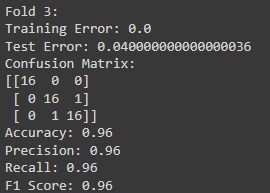 Fold 3:
Training Error: 0.0
Test Error: 0.040000000000000036
Confusion Matrix:
[[16  0  0]
 [ 0 16  1]
 [ 0  1 16]]
Accuracy: 0.96
Precision: 0.96
Recall: 0.96
F1 Score: 0.96